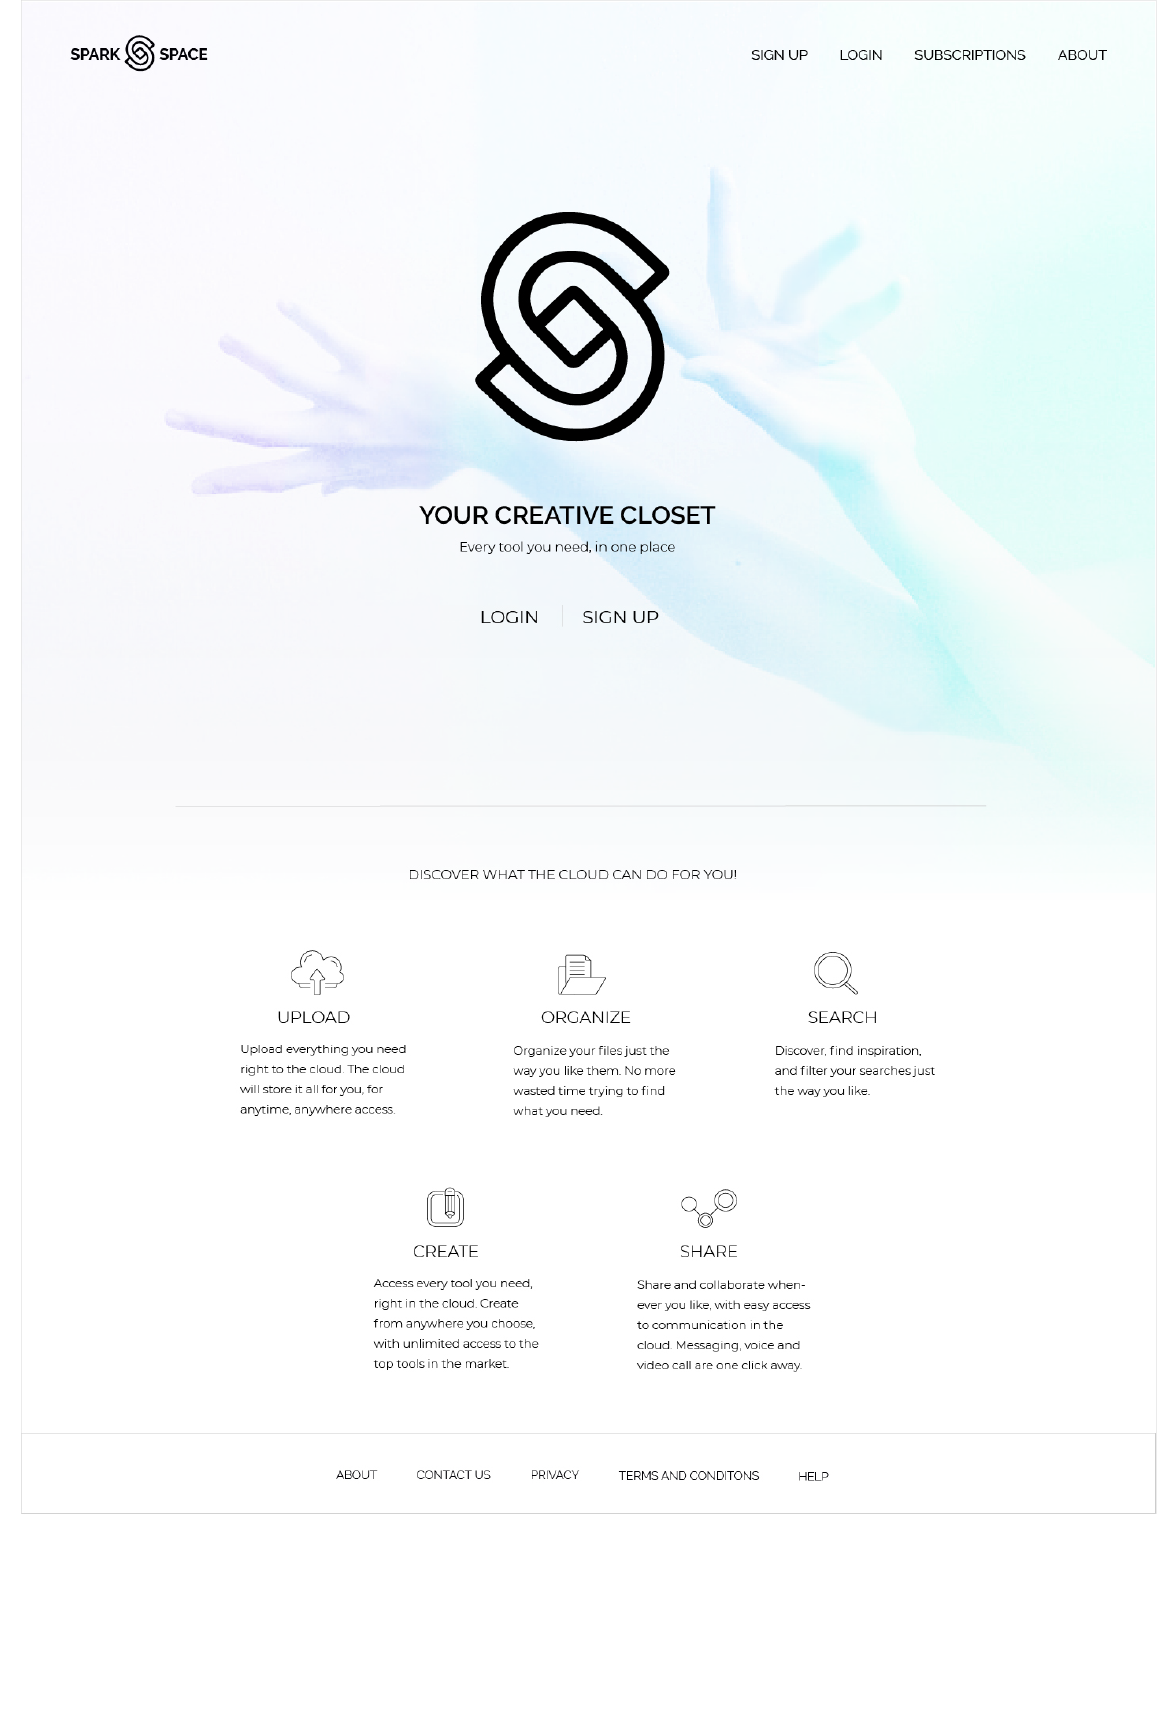 SPARK SPACE
SIGN UP LOGIN SUBSCRIPTIONS ABOUT
YOUR CREATIVE CLOSET
Every tool you need, in one place
LOGIN SIGN UP
DISCOVER WHAT THE CLOUD CAN DO FOR YOU!
UPLOAD
Upload everything you need
right to the cloud. The cloud
will store it all for you, for
anytime, anywhere access.
ORGANIZE
Organize your files just the
way you like them. No more
wasted time trying to find
what you need.
SEARCH
Discover, find inspiration,
and filter your searches just
the way you like.
CREATE
Access every tool you need,
right in the cloud. Create
from anywhere you choose,
with unlimited access to the
top tools in the market.
SHARE
Share and collaborate when-
ever you like, with easy access
to communication in the
cloud. Messaging, voice and
video call are one click away.
ABOUT CONTACT US PRIVACY TERMS AND CONDITONS HELP